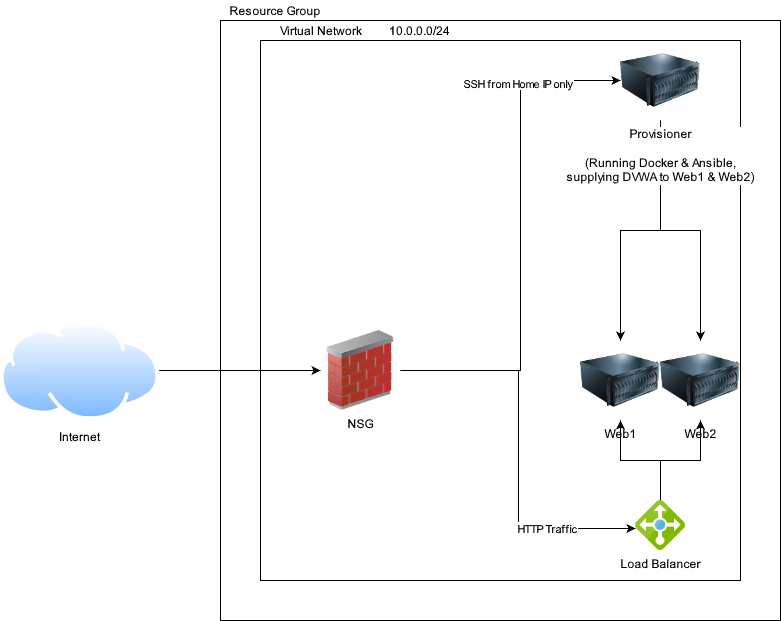 Resource Group
Virtual Network 10.0.0.0/24
SSH from Home IP only
Provisioner
(Running Docker & Ansible,
supplying DVWA to Web1 & Web2)
Internet
NSG
Web1
Web2
HTTP Traffic
Load Balancer